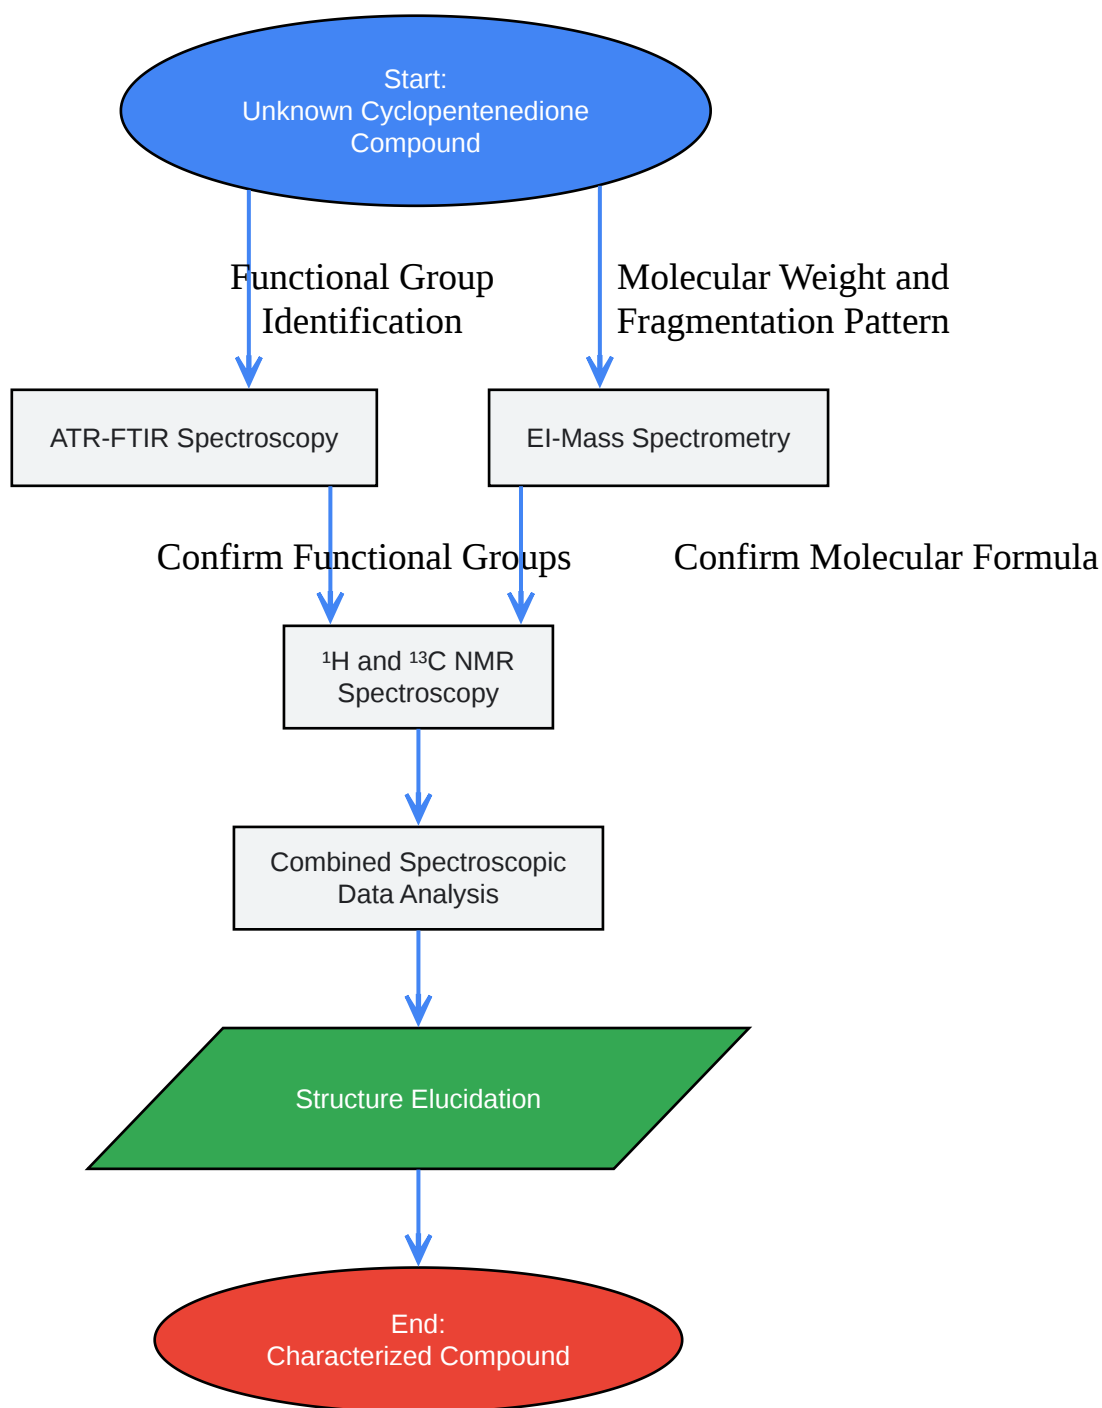 Start:
Unknown Cyclopentenedione
Compound
Functional Group
Identification
Molecular Weight and
Fragmentation Pattern
ATR-FTIR Spectroscopy
EI-Mass Spectrometry
Confirm Functional Groups
Confirm Molecular Formula
¹H and ¹³C NMR
Spectroscopy
Combined Spectroscopic
Data Analysis
Structure Elucidation
End:
Characterized Compound